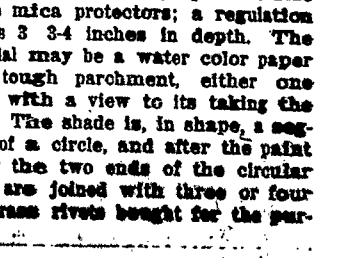 mica protectors; a regulation
3 3-4 inches in depth. The
may be a water color paper
tough parchment, either one
with a view to its taking the
The shade is, in shape, a seg-
of a circle, and after the paint
the two ends of the circular
are joined with three or four
rivets bought for the pur-